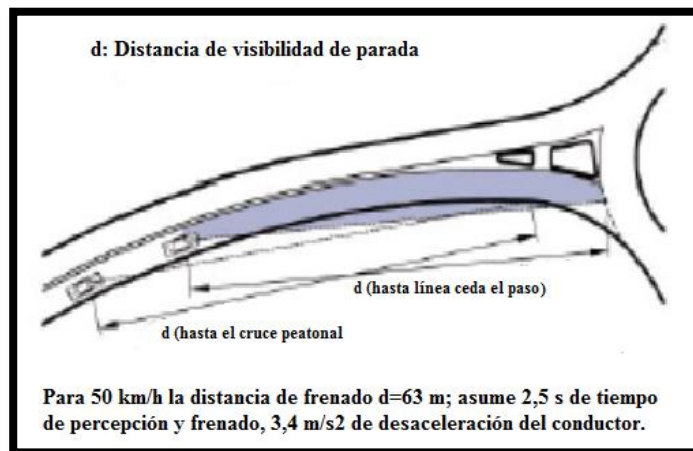 d: Distancia de visibilidad de parada
d (hasta línea ceda el paso)
d (hasta el cruce peatonal
Para 50 km/h la distancia de frenado d=63 m; asume 2,5 s de tiempo
de percepción y frenado, 3,4 m/s2 de desaceleración del conductor.